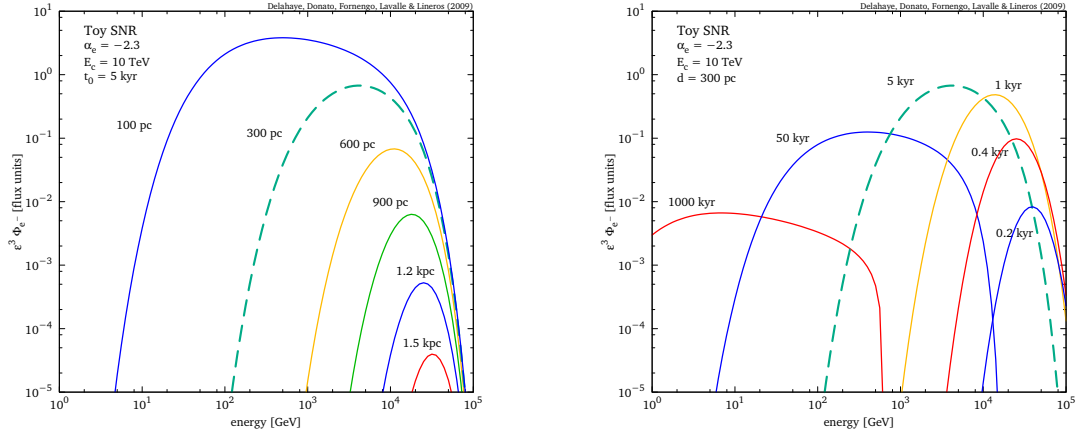 Delahaye, Donato, Fornengo, Lavalle & Lineros (2009)
Toy SNR
α_e = −2.3
E_c = 10 TeV
t_0 = 5 kyr
100 pc
300 pc
600 pc
900 pc
1.2 kpc
1.5 kpc
ε^3 Φ_e^- [flux units]
10^1
10^0
10^-1
10^-2
10^-3
10^-4
10^-5
10^0 10^1 10^2 10^3 10^4 10^5
energy [GeV]
Delahaye, Donato, Fornengo, Lavalle & Lineros (2009)
Toy SNR
α_e = −2.3
E_c = 10 TeV
d = 300 pc
5 kyr
1 kyr
50 kyr
0.4 kyr
1000 kyr
0.2 kyr
ε^3 Φ_e^- [flux units]
10^1
10^0
10^-1
10^-2
10^-3
10^-4
10^-5
10^0 10^1 10^2 10^3 10^4 10^5
energy [GeV]